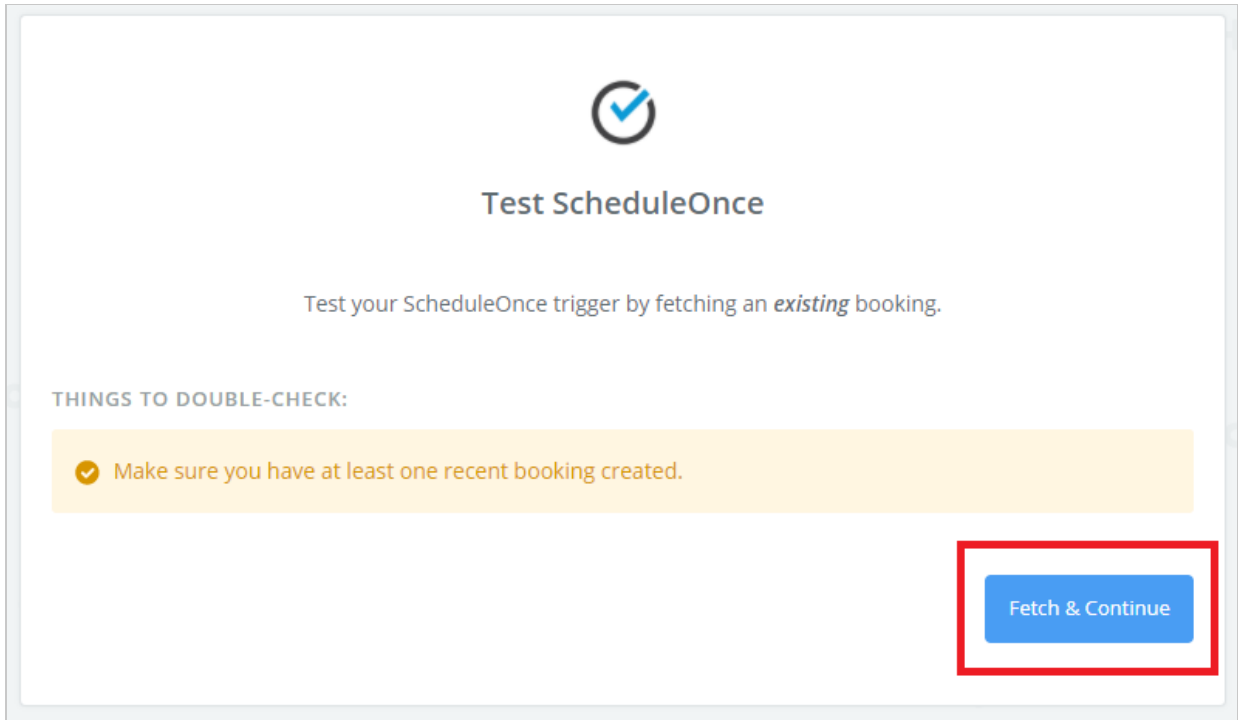 Test ScheduleOnce
Test your ScheduleOnce trigger by fetching an existing booking.
THINGS TO DOUBLE-CHECK:
Make sure you have at least one recent booking created.
Fetch & Continue